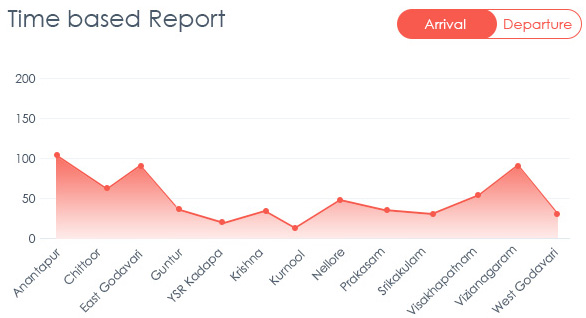 Time based Report
Arrival
Departure
200
150
100
50
0
Anantapur
Chittoor
East Godavari
Guntur
YSR Kadapa
Krishna
Kurnool
Nellore
Prakasam
Srikakulam
Visakhapatnam
Vizianagaram
West Godavari